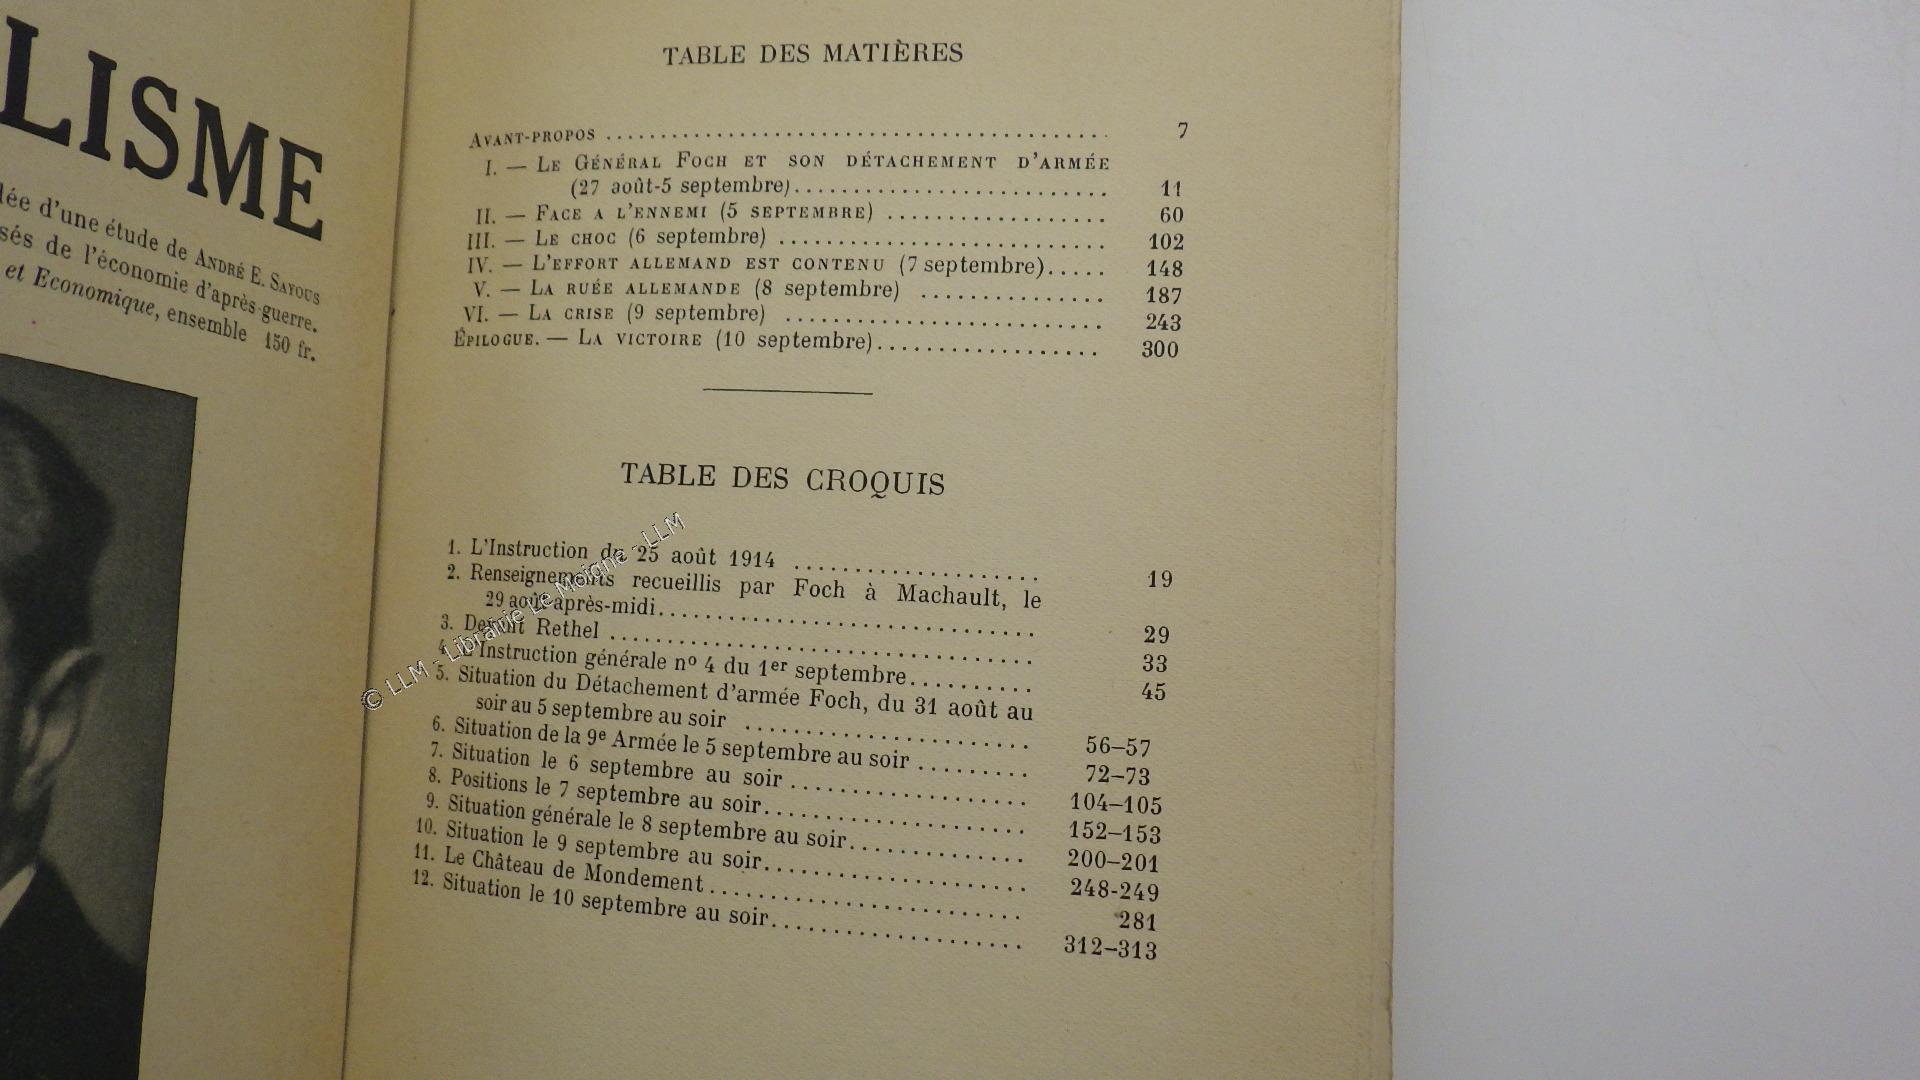 LISME
d'une étude de ANDRÉ E. SAYOUS
de l'économie d'après-guerre.
et Economique, ensemble 150 fr.
TABLE DES MATIÈRES
AVANT-PROPOS ........................................ 7
I. — LE GÉNÉRAL FOCH ET SON DÉTACHEMENT D'ARMÉE
(27 août-5 septembre).......................... 11
II. — FACE A L'ENNEMI (5 SEPTEMBRE) .................. 60
III. — LE CHOC (6 septembre) ........................... 102
IV. — L'EFFORT ALLEMAND EST CONTENU (7 septembre)..... 148
V. — LA RUÉE ALLEMANDE (8 septembre) ............... 187
VI. — LA CRISE (9 septembre) .......................... 243
ÉPILOGUE. — LA VICTOIRE (10 septembre).................. 300
TABLE DES CROQUIS
1. L'Instruction du 25 août 1914 .................... 19
2. Renseignements recueillis par Foch à Machault, le
29 août après-midi.............................. 29
3. Devant Rethel .................................. 33
4. L'Instruction générale nº 4 du 1er septembre.......... 45
5. Situation du Détachement d'armée Foch, du 31 août au
soir au 5 septembre au soir ....................... 56–57
6. Situation de la 9e Armée le 5 septembre au soir ......... 72–73
7. Situation le 6 septembre au soir .................... 104–105
8. Positions le 7 septembre au soir..................... 152–153
9. Situation générale le 8 septembre au soir.............. 200–201
10. Situation le 9 septembre au soir..................... 248-249
11. Le Château de Mondement ......................... 281
12. Situation le 10 septembre au soir.................... 312–313
© LLM - Librairie Le Moigne - LLM